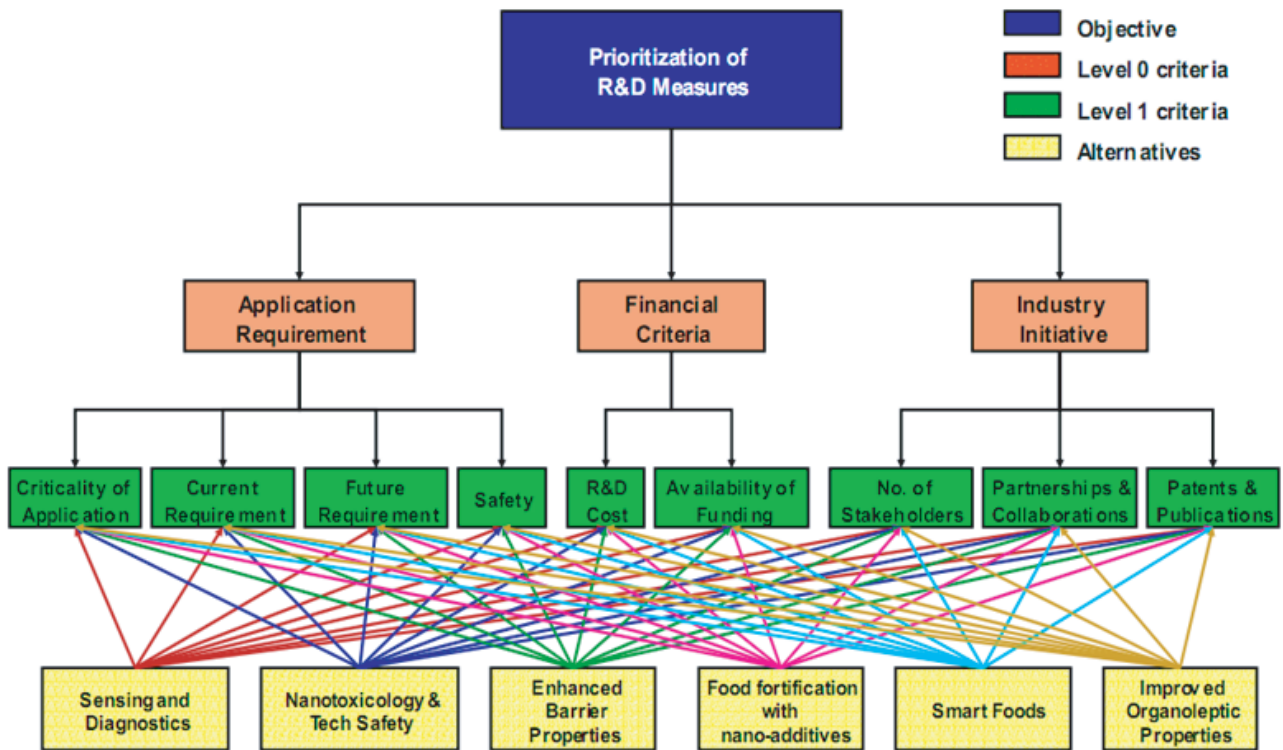 Prioritization of
R&D Measures
Objective
Level 0 criteria
Level 1 criteria
Alternatives
Application
Requirement
Financial
Criteria
Industry
Initiative
Criticality of
Application
Current
Requirement
Future
Requirement
Safety
R&D
Cost
Availability of
Funding
No. of
Stakeholders
Partnerships &
Collaborations
Patents &
Publications
Sensing and
Diagnostics
Nanotoxicology &
Tech Safety
Enhanced
Barrier
Properties
Food fortification
with
nano-additives
Smart Foods
Improved
Organoleptic
Properties